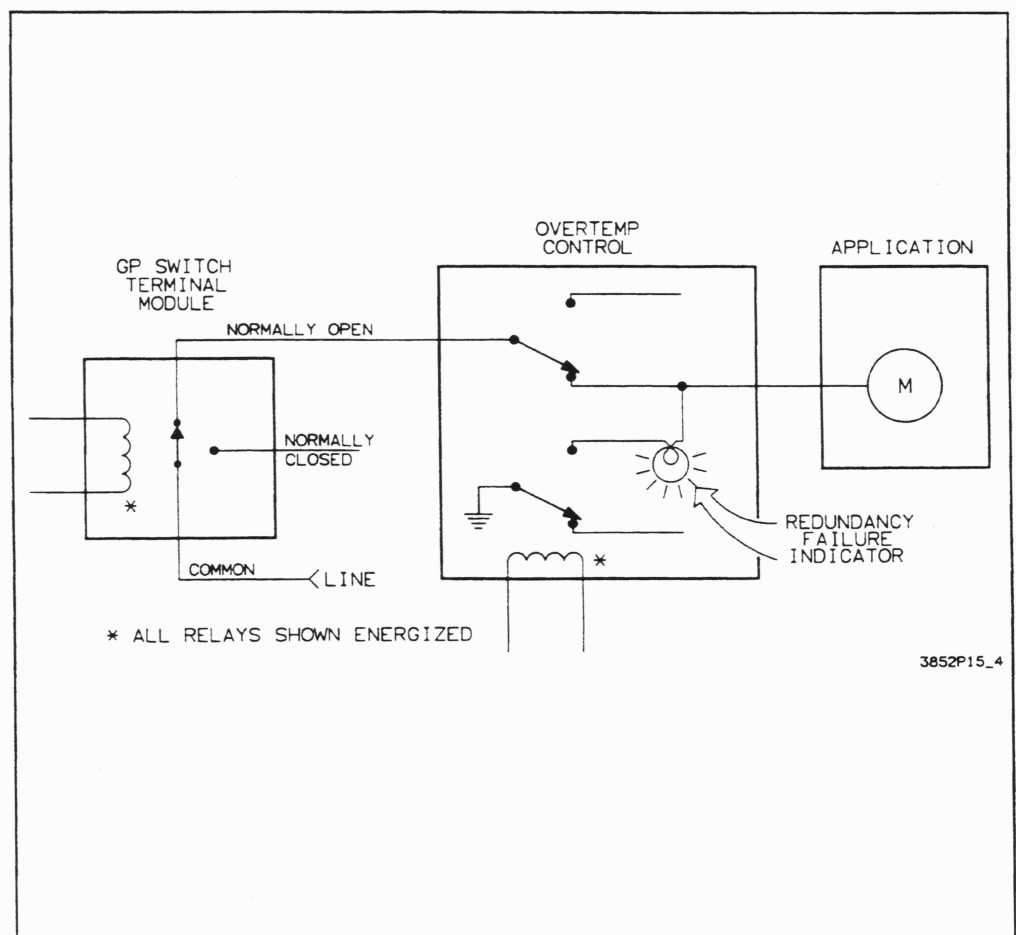 OVERTEMP
CONTROL
APPLICATION
GP SWITCH
TERMINAL
MODULE
NORMALLY OPEN
M
NORMALLY
CLOSED
*
REDUNDANCY
FAILURE
INDICATOR
*
COMMON
LINE
* ALL RELAYS SHOWN ENERGIZED
3852P15_4